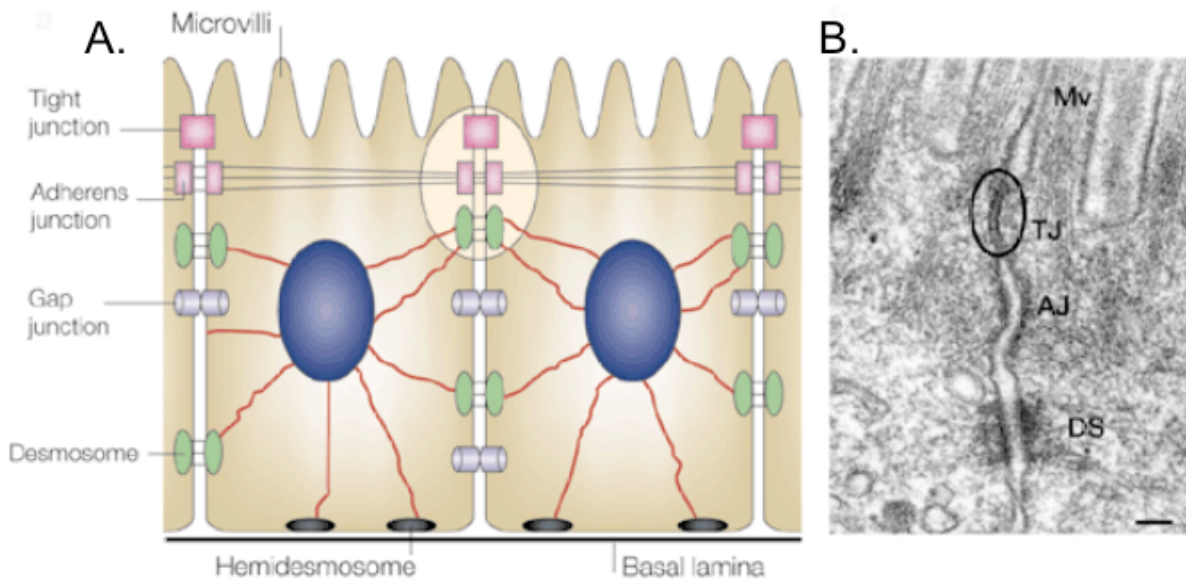 A.
Microvilli
Tight
junction
Adherens
junction
Gap
junction
Desmosome
Hemidesmosome
Basal lamina
B.
Mv
TJ
AJ
DS